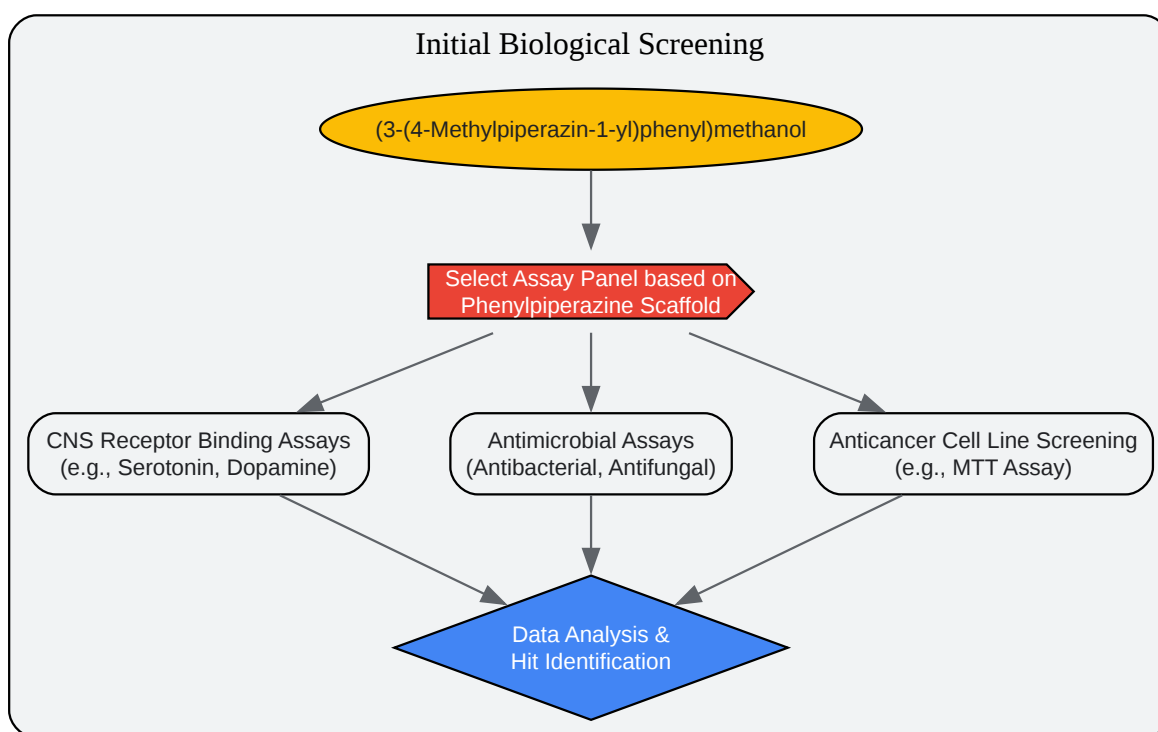 Initial Biological Screening
(3-(4-Methylpiperazin-1-yl)phenyl)methanol
Select Assay Panel based on
Phenylpiperazine Scaffold
CNS Receptor Binding Assays
(e.g., Serotonin, Dopamine)
Antimicrobial Assays
(Antibacterial, Antifungal)
Anticancer Cell Line Screening
(e.g., MTT Assay)
Data Analysis &
Hit Identification